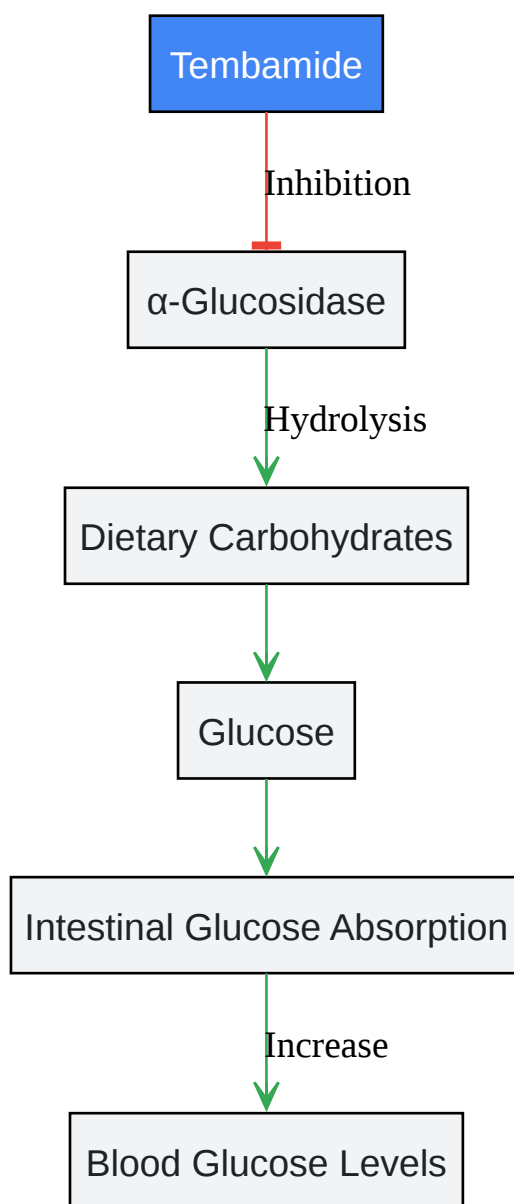 Tembamide
Inhibition
α-Glucosidase
Hydrolysis
Dietary Carbohydrates
Glucose
Intestinal Glucose Absorption
Increase
Blood Glucose Levels